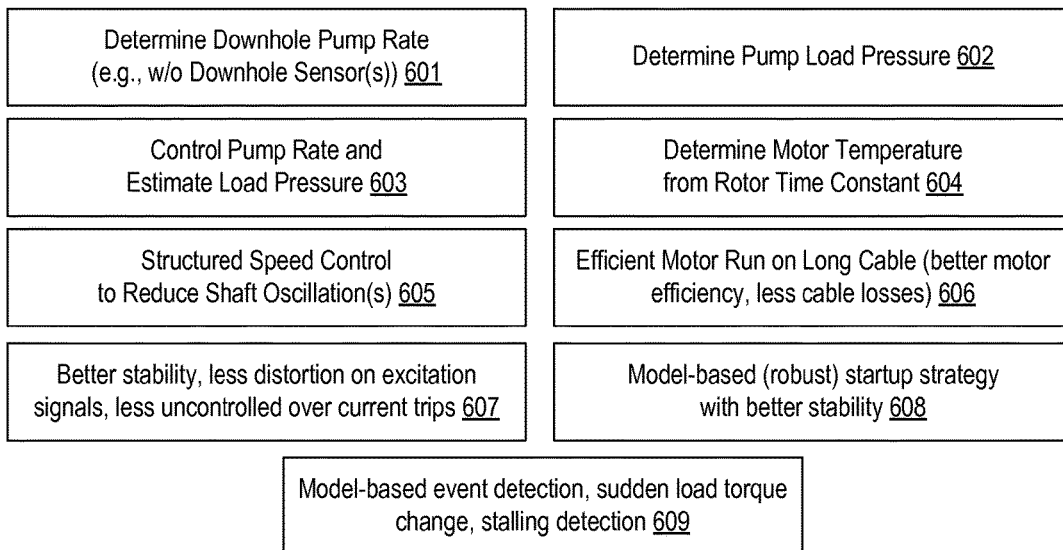 Determine Downhole Pump Rate
(e.g., w/o Downhole Sensor(s)) 601
Determine Pump Load Pressure 602
Control Pump Rate and
Estimate Load Pressure 603
Determine Motor Temperature
from Rotor Time Constant 604
Structured Speed Control
to Reduce Shaft Oscillation(s) 605
Efficient Motor Run on Long Cable (better motor
efficiency, less cable losses) 606
Better stability, less distortion on excitation
signals, less uncontrolled over current trips 607
Model-based (robust) startup strategy
with better stability 608
Model-based event detection, sudden load torque
change, stalling detection 609